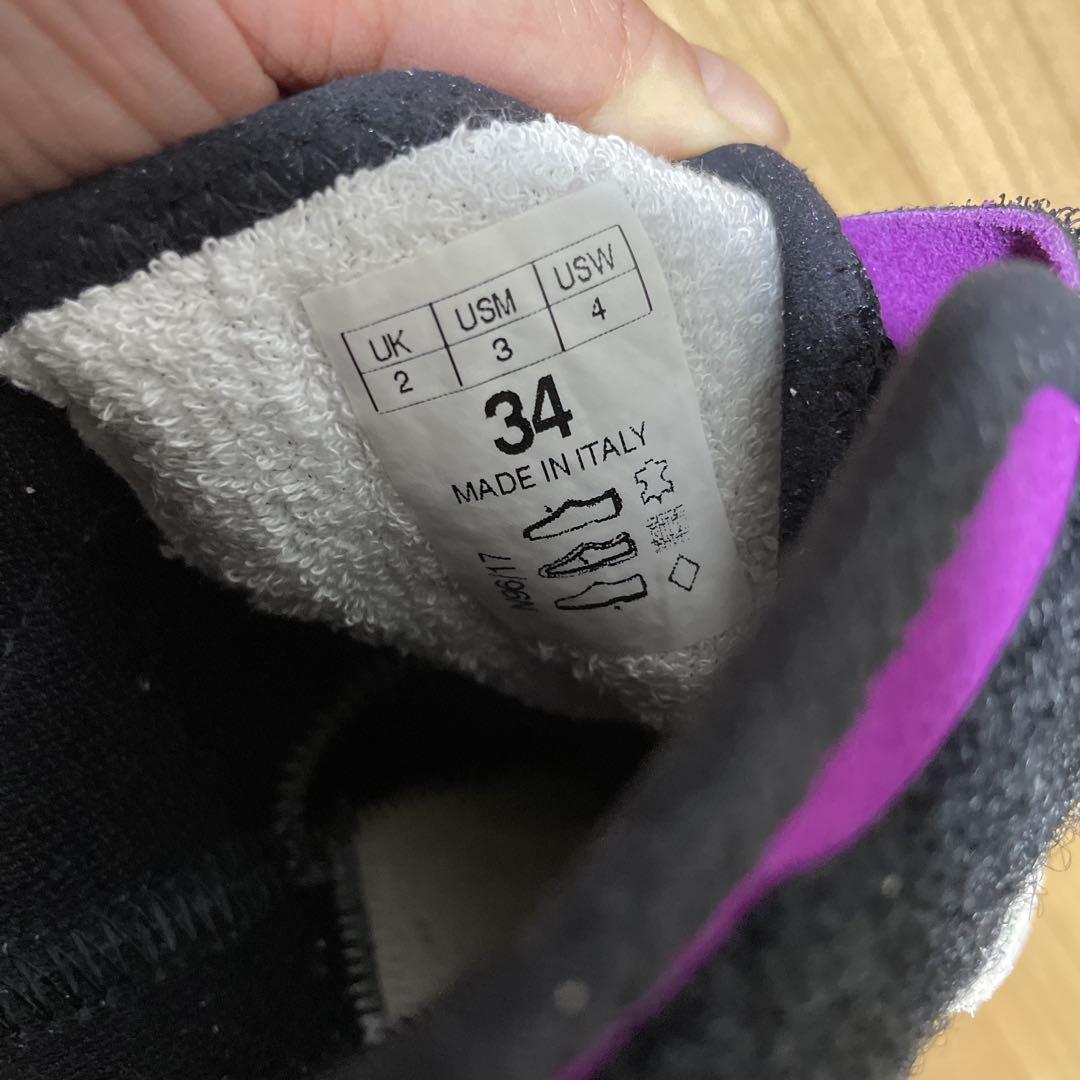 UK USM USW
2 3 4
34
MADE IN ITALY
N96/17